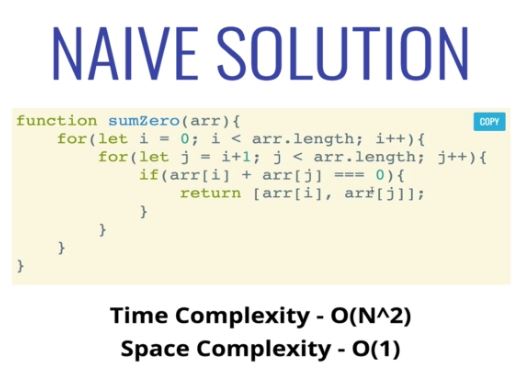 NAIVE SOLUTION
function sumZero(arr){
COPY
    for(let i = 0; i < arr.length; i++){
        for(let j = i+1; j < arr.length; j++){
            if(arr[i] + arr[j] === 0){
                return [arr[i], arr[j]];
            }
        }
    }
}
Time Complexity - O(N^2)
Space Complexity - O(1)